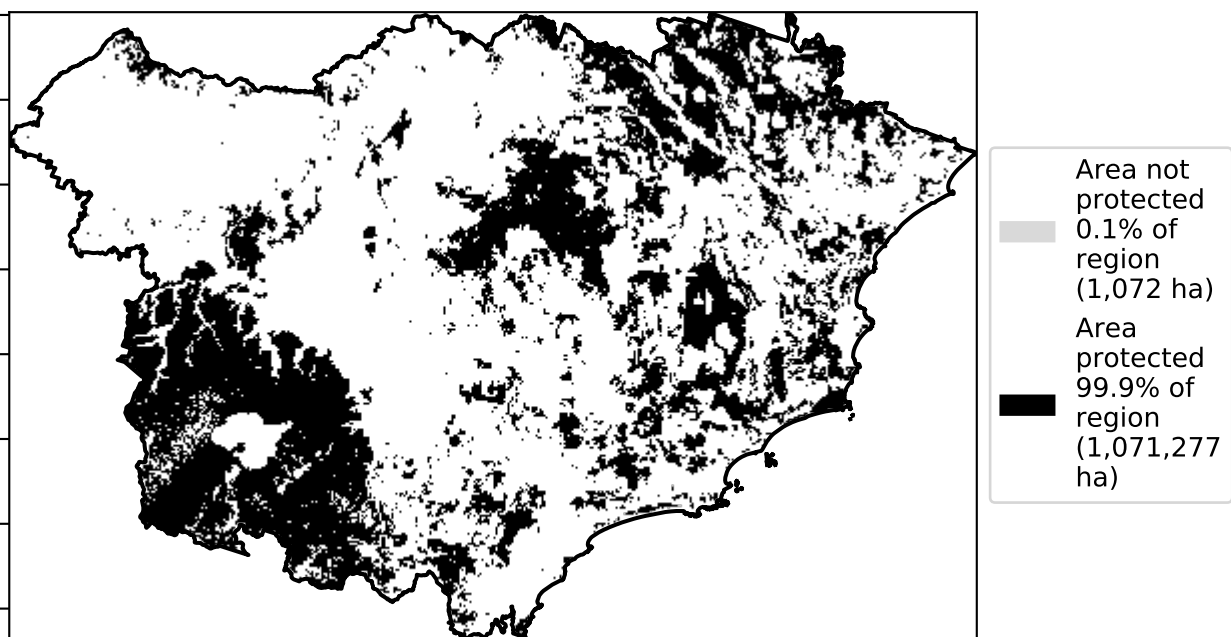 Area not
protected
0.1% of
region
(1,072 ha)
Area
protected
99.9% of
region
(1,071,277
ha)